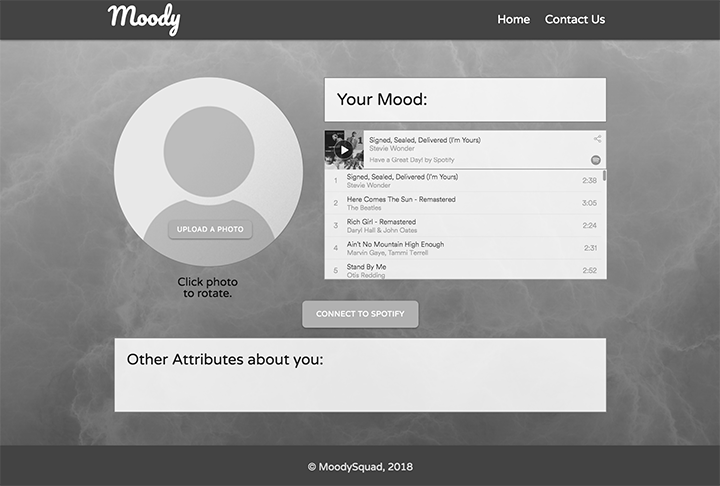 Moody
Home
Contact Us
UPLOAD A PHOTO
Click photo
to rotate.
Your Mood:
Signed, Sealed, Delivered (I'm Yours)
Stevie Wonder
Have a Great Day! by Spotify
1 Signed, Sealed, Delivered (I'm Yours) 2:38
Stevie Wonder
2 Here Comes The Sun - Remastered 3:05
The Beatles
3 Rich Girl - Remastered 2:24
Daryl Hall & John Oates
4 Ain't No Mountain High Enough 2:31
Marvin Gaye, Tammi Terrell
5 Stand By Me 2:52
Otis Redding
CONNECT TO SPOTIFY
Other Attributes about you:
© MoodySquad, 2018